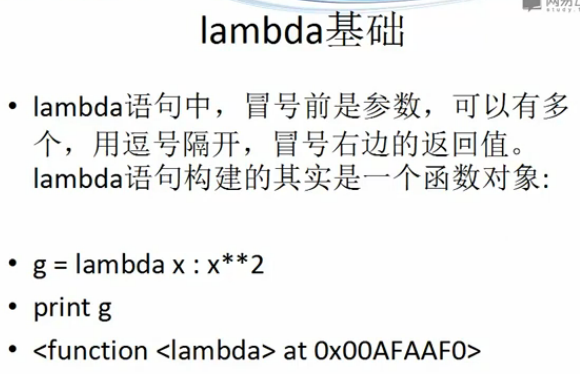 lambda基础
• lambda语句中，冒号前是参数，可以有多
个，用逗号隔开，冒号右边的返回值。
lambda语句构建的其实是一个函数对象:
• g = lambda x : x**2
• print g
• <function <lambda> at 0x00AFAAF0>